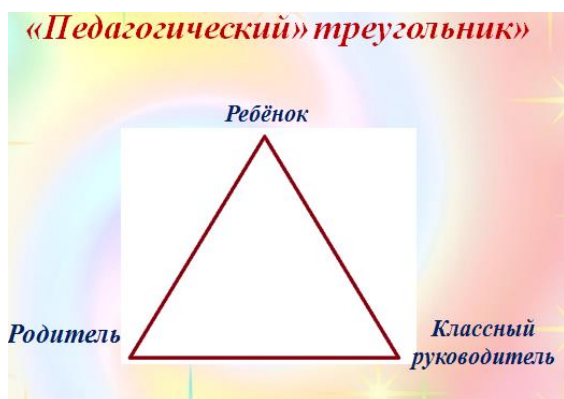 «Педагогический» треугольник»
Ребёнок
Родитель
Классный
руководитель